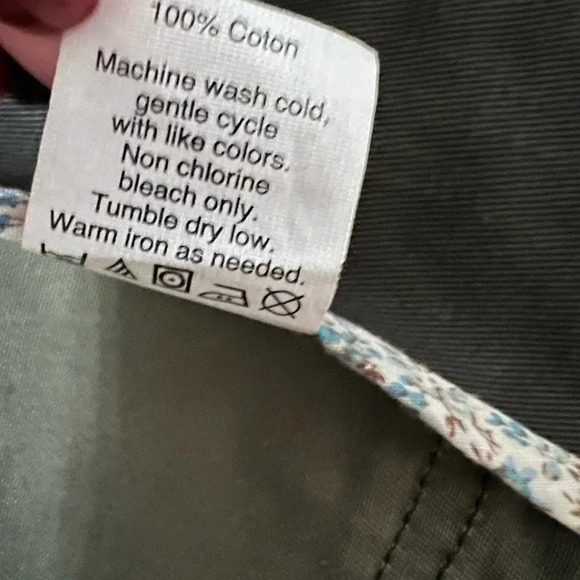 100% Coton
Machine wash cold,
gentle cycle
with like colors.
Non chlorine
bleach only.
Tumble dry low.
Warm iron as needed.